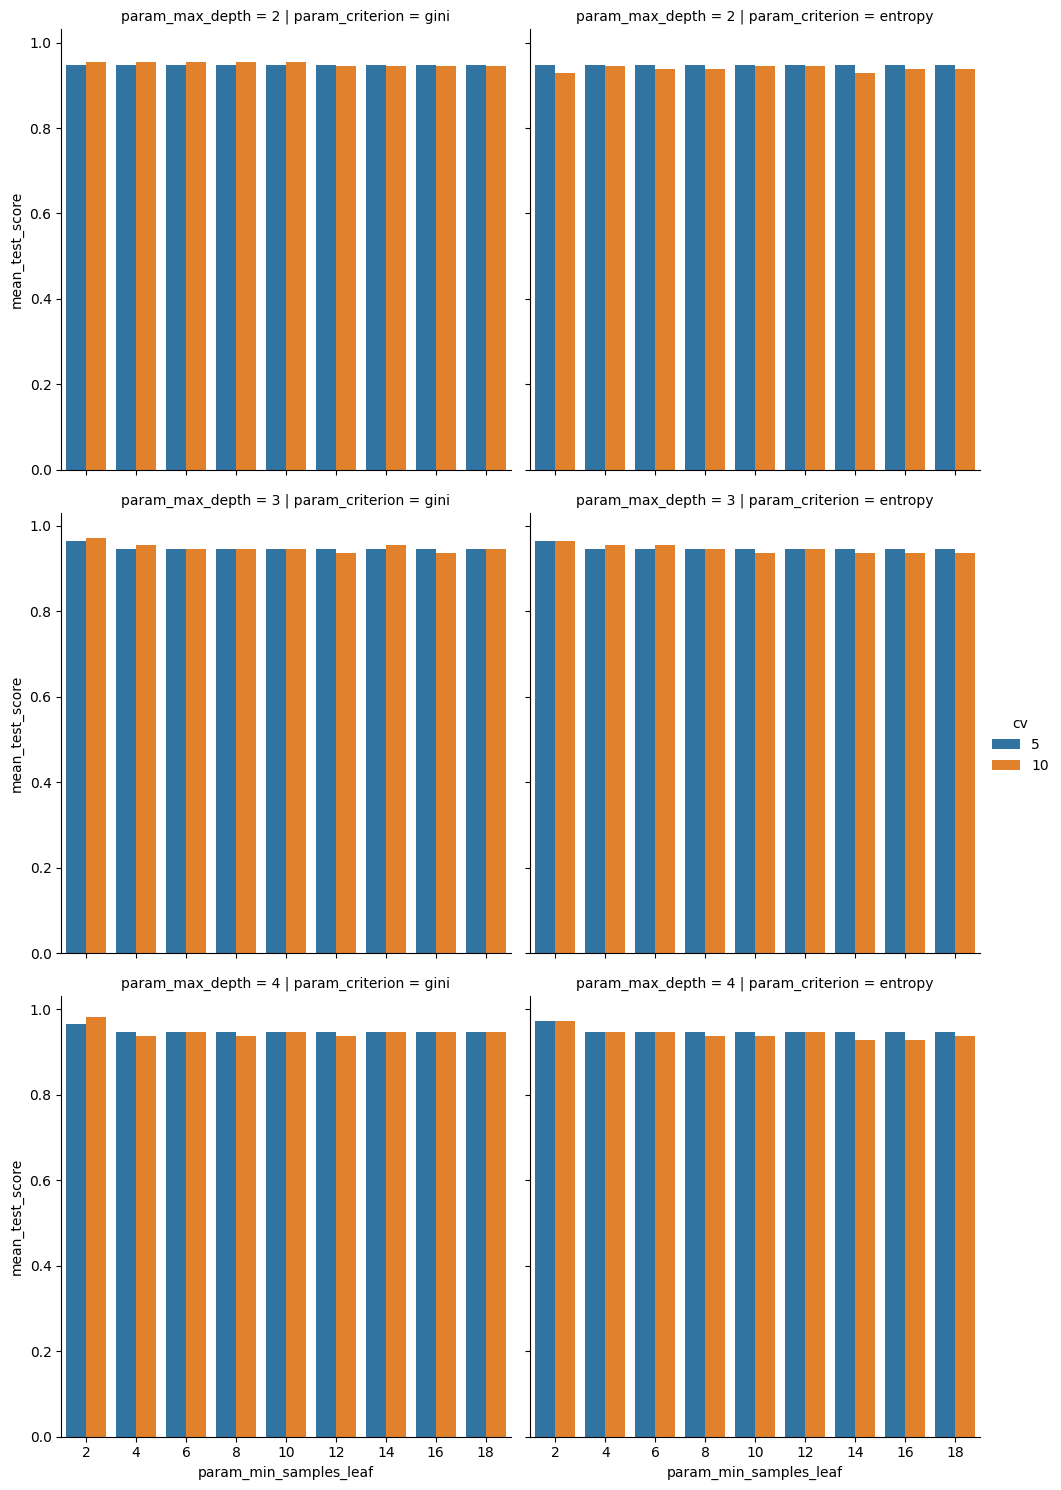 param_max_depth = 2 | param_criterion = gini
param_max_depth = 2 | param_criterion = entropy
1.0
0.8
0.6
0.4
0.2
0.0
mean_test_score
param_max_depth = 3 | param_criterion = gini
param_max_depth = 3 | param_criterion = entropy
1.0
0.8
0.6
0.4
0.2
0.0
mean_test_score
cv
5
10
param_max_depth = 4 | param_criterion = gini
param_max_depth = 4 | param_criterion = entropy
1.0
0.8
0.6
0.4
0.2
0.0
mean_test_score
2 4 6 8 10 12 14 16 18
param_min_samples_leaf
2 4 6 8 10 12 14 16 18
param_min_samples_leaf